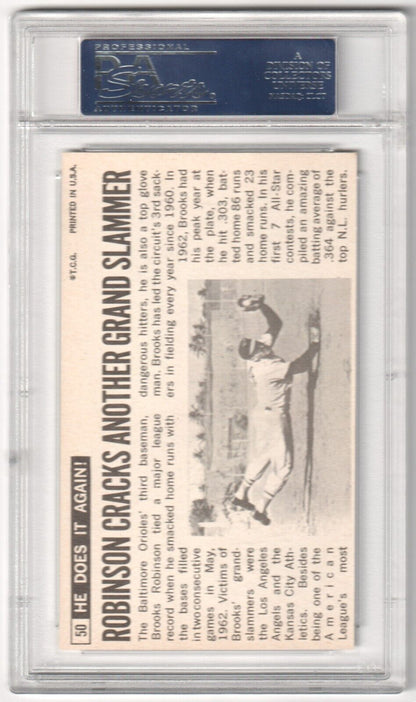 PROFESSIONAL
PSA
Sports
AUTHENTICATOR
A
DIVISION OF
COLLECTORS
UNIVERSE
NASDAQ: CLCT
50 HE DOES IT AGAIN!
©T.C.G. PRINTED IN U.S.A.
ROBINSON CRACKS ANOTHER GRAND SLAMMER
The Baltimore Orioles' third baseman,
Brooks Robinson tied a major league
record when he smacked home runs with
the bases filled
in two consecutive
games in May,
1962. Victims of
Brooks' grand-
slammers were
the Los Angeles
Angels and the
Kansas City Ath-
letics. Besides
being one of the
American
League's most
dangerous hitters, he is also a top glove
man. Brooks has led the circuit's 3rd sack-
ers in fielding every year since 1960. In
1962, Brooks had
his peak year at
the plate, when
he hit .303, bat-
ted home 86 runs
and smacked 23
home runs. In his
first 7 All-Star
contests, he com-
piled an amazing
batting average of
.364 against the
top N.L. hurlers.